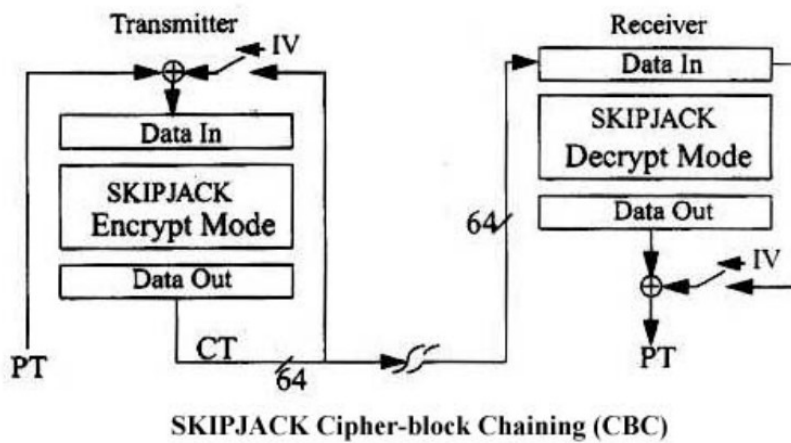 Transmitter
IV
Data In
SKIPJACK
Encrypt Mode
Data Out
PT
CT
64
Receiver
Data In
SKIPJACK
Decrypt Mode
Data Out
64
IV
PT
SKIPJACK Cipher-block Chaining (CBC)